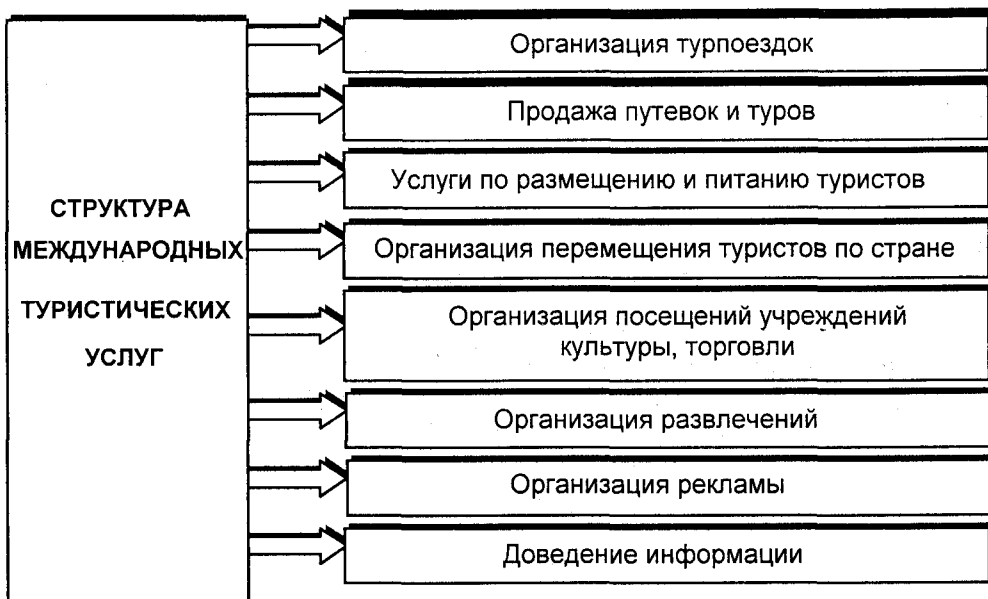 СТРУКТУРА
МЕЖДУНАРОДНЫХ
ТУРИСТИЧЕСКИХ
УСЛУГ
Организация турпоездок
Продажа путевок и туров
Услуги по размещению и питанию туристов
Организация перемещения туристов по стране
Организация посещений учреждений
культуры, торговли
Организация развлечений
Организация рекламы
Доведение информации